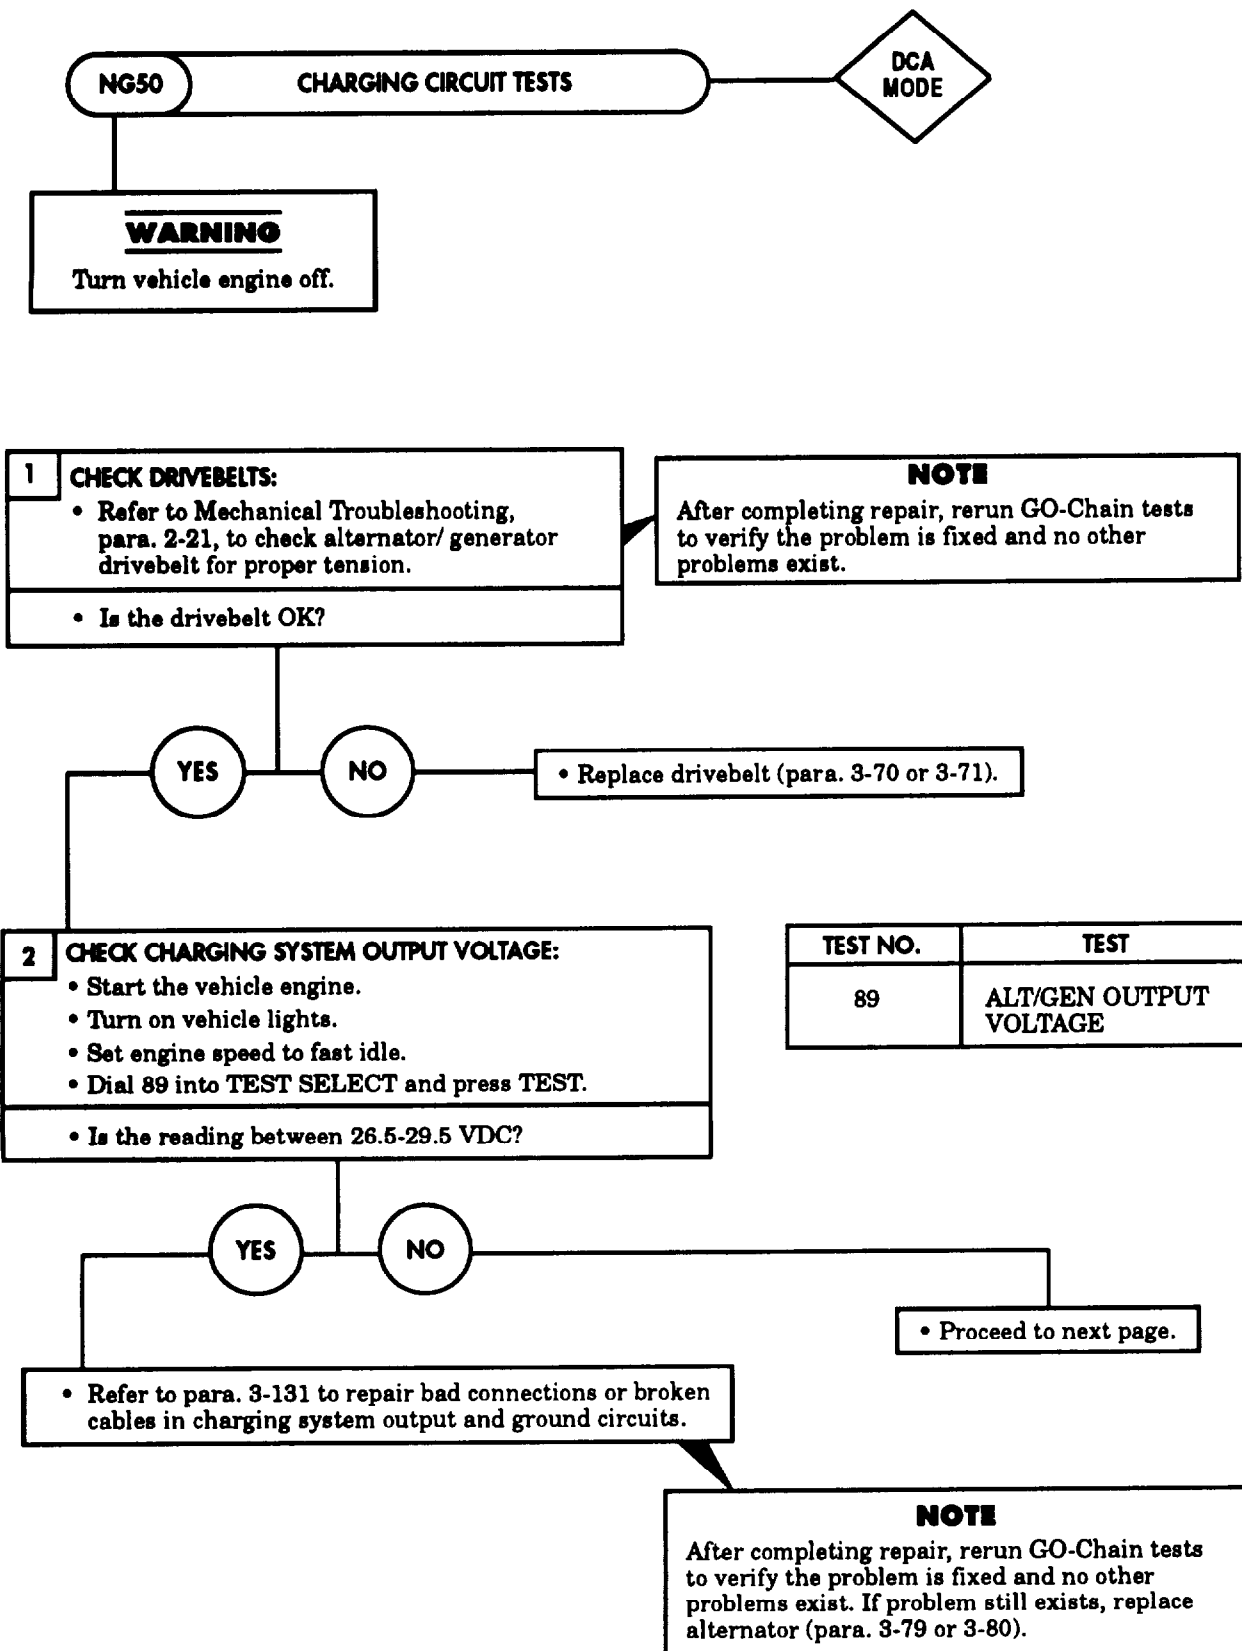 NG50
CHARGING CIRCUIT TESTS
DCA
MODE
WARNING
Turn vehicle engine off.
1
CHECK DRIVEBELTS:
• Refer to Mechanical Troubleshooting,
para. 2-21, to check alternator/ generator
drivebelt for proper tension.
• Is the drivebelt OK?
NOTE
After completing repair, rerun GO-Chain tests
to verify the problem is fixed and no other
problems exist.
YES
NO
• Replace drivebelt (para. 3-70 or 3-71).
2
CHECK CHARGING SYSTEM OUTPUT VOLTAGE:
• Start the vehicle engine.
• Turn on vehicle lights.
• Set engine speed to fast idle.
• Dial 89 into TEST SELECT and press TEST.
• Is the reading between 26.5-29.5 VDC?
TEST NO.
TEST
89
ALT/GEN OUTPUT
VOLTAGE
YES
NO
• Proceed to next page.
• Refer to para. 3-131 to repair bad connections or broken
cables in charging system output and ground circuits.
NOTE
After completing repair, rerun GO-Chain tests
to verify the problem is fixed and no other
problems exist. If problem still exists, replace
alternator (para. 3-79 or 3-80).